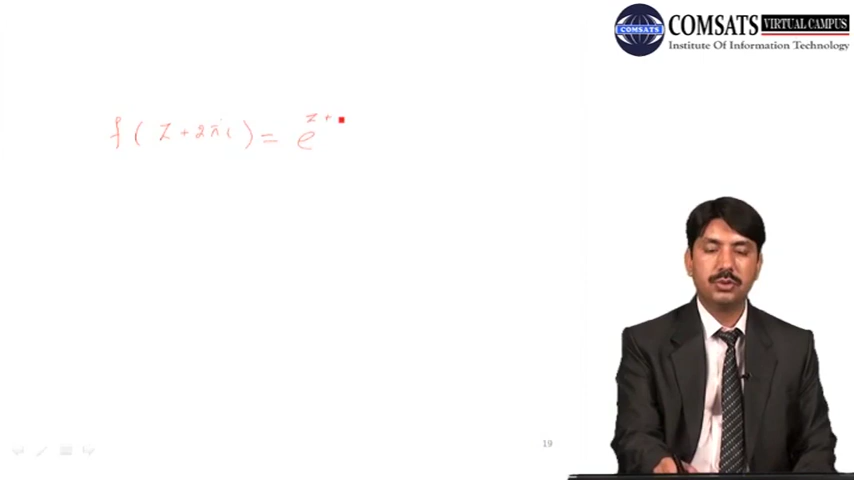 COMSATS VIRTUAL CAMPUS
COMSATS
Institute Of Information Technology
f( z + 2πi ) = e^{z +
19